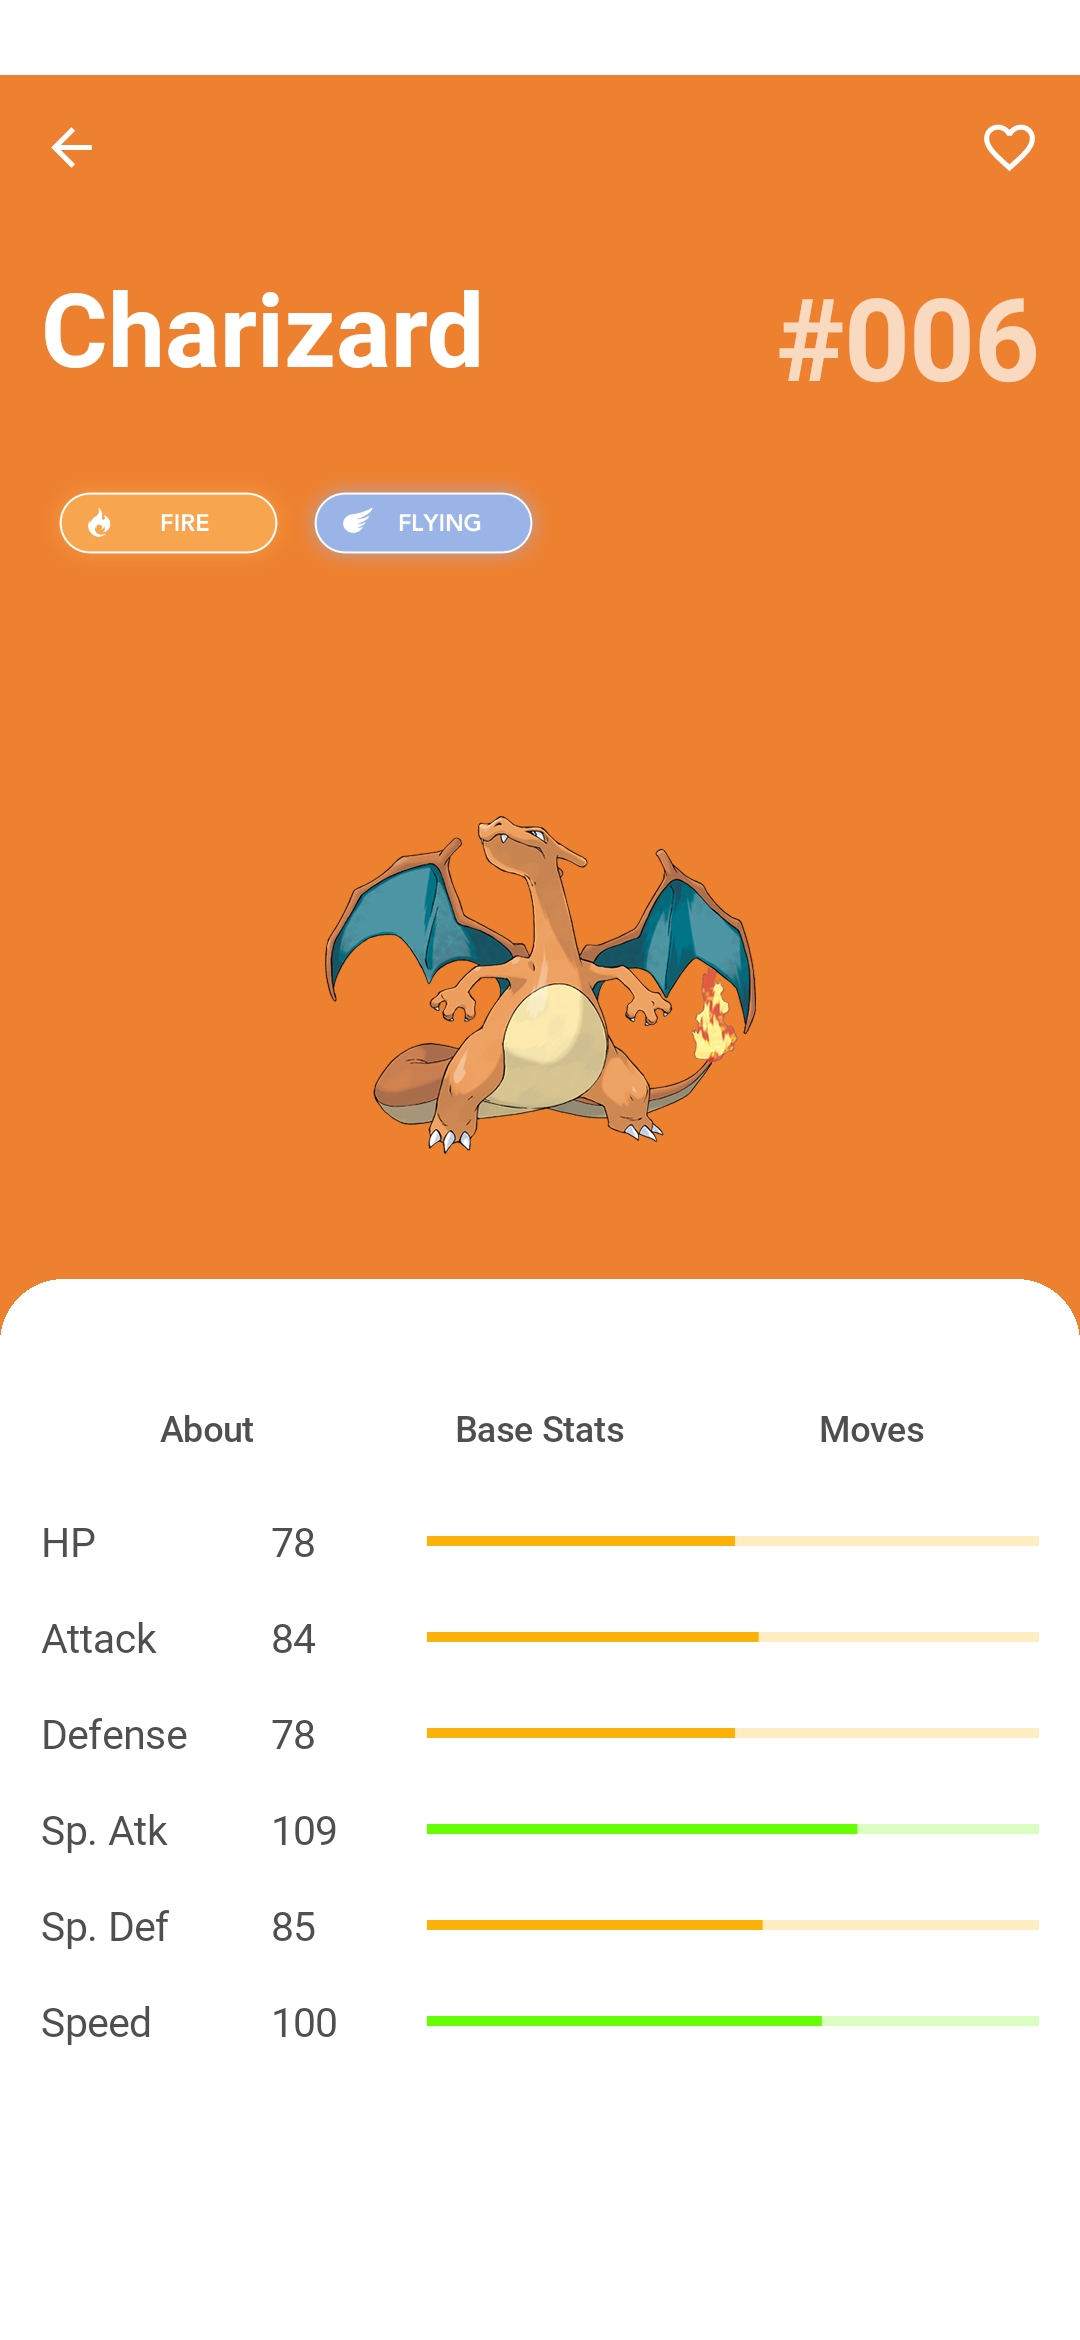 Charizard #006
FIRE FLYING
About Base Stats Moves
HP 78
Attack 84
Defense 78
Sp. Atk 109
Sp. Def 85
Speed 100